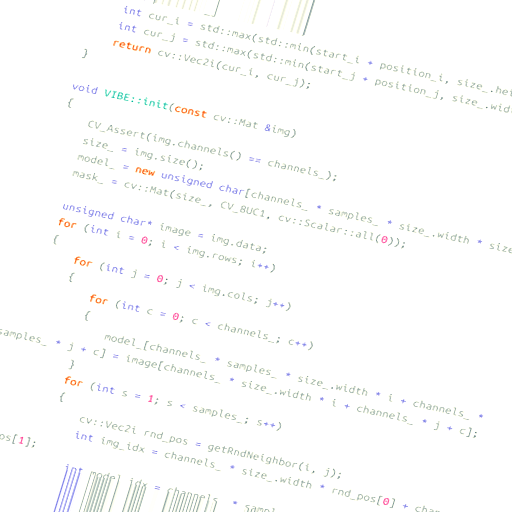 int cur_i = std::max(std::min(start_i + position_i, size_.hei
int cur_j = std::max(std::min(start_j + position_j, size_.widt
return cv::Vec2i(cur_i, cur_j);
}
void VIBE::init(const cv::Mat &img)
{
CV_Assert(img.channels() == channels_);
size_ = img.size();
model_ = new unsigned char[channels_ * samples_ * size_.width * size
mask_ = cv::Mat(size_, CV_8UC1, cv::Scalar::all(0));
unsigned char* image = img.data;
for (int i = 0; i < img.rows; i++)
{
for (int j = 0; j < img.cols; j++)
{
for (int c = 0; c < channels_; c++)
{
model_[channels_ * samples_ * size_.width * i + channels_ *
samples_ * j + c] = image[channels_ * size_.width * i + channels_ * j + c];
}
for (int s = 1; s < samples_; s++)
{
cv::Vec2i rnd_pos = getRndNeighbor(i, j);
int img_idx = channels_ * size_.width * rnd_pos[0] + chan
os[1];
int model_idx = channels_ * sampl